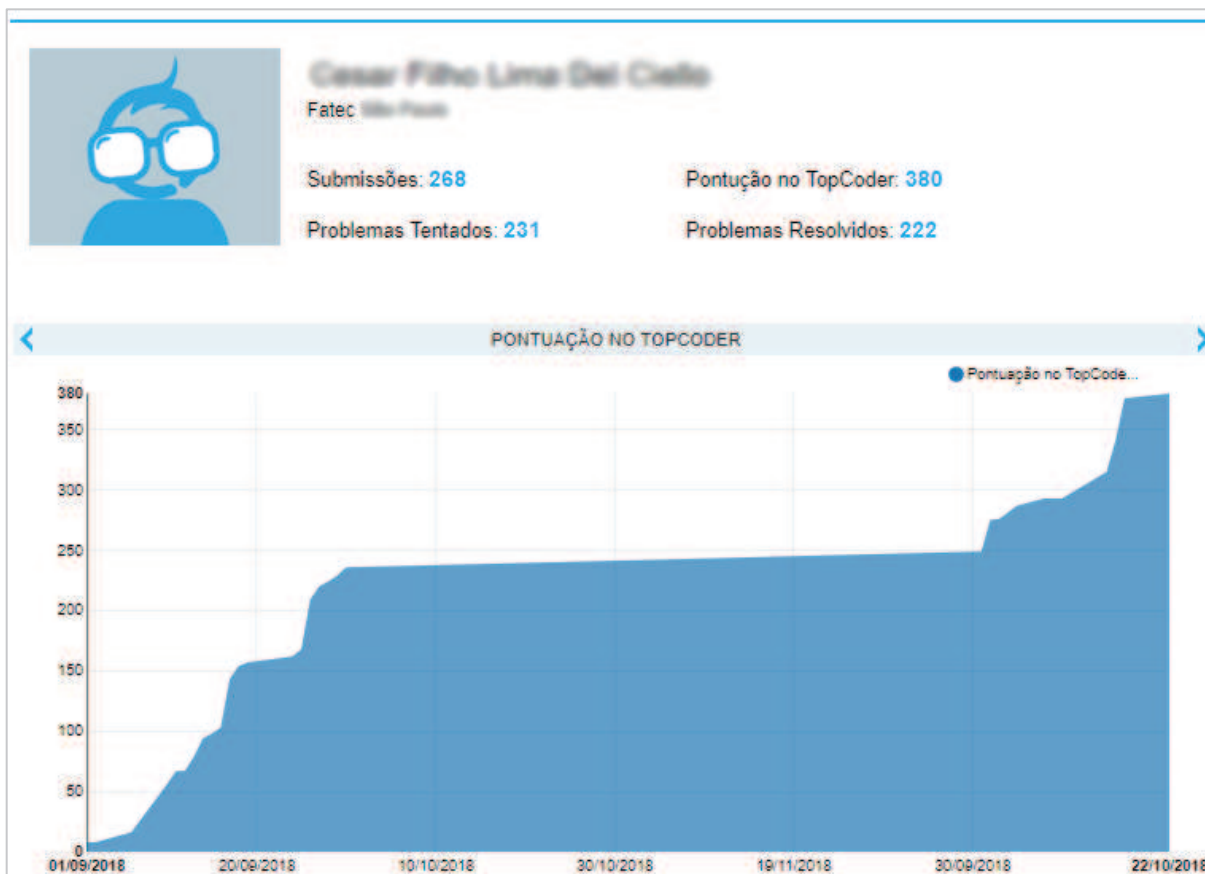 Fatec
Submissões: 268
Pontução no TopCoder: 380
Problemas Tentados: 231
Problemas Resolvidos: 222
PONTUAÇÃO NO TOPCODER
Pontuação no TopCode...
380
350
300
250
200
150
100
50
0
01/09/2018 20/09/2018 10/10/2018 30/10/2018 19/11/2018 30/09/2018 22/10/2018